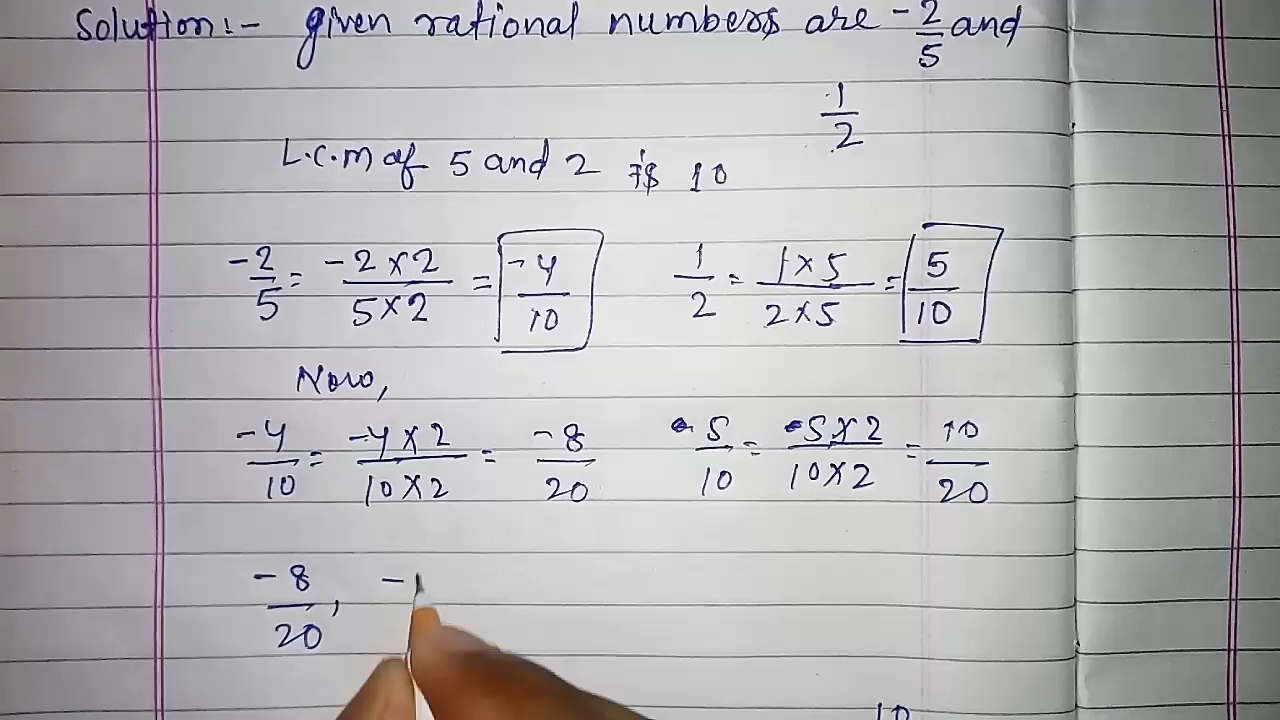 Solution:- given rational numbers are -2/5 and
1/2
L.C.M of 5 and 2 is 10
-2/5 = -2×2/5×2 = -4/10 1/2 = 1×5/2×5 = 5/10
Now,
-4/10 = -4×2/10×2 = -8/20 5/10 = 5×2/10×2 = 10/20
-8/20, -
10